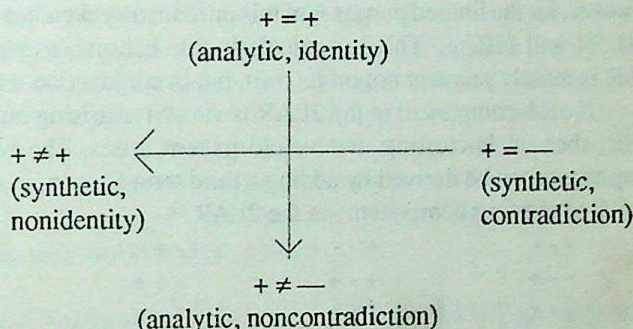 + = +
(analytic, identity)
+ ≠ + + = —
(synthetic, (synthetic,
nonidentity) contradiction)
+ ≠ —
(analytic, noncontradiction)